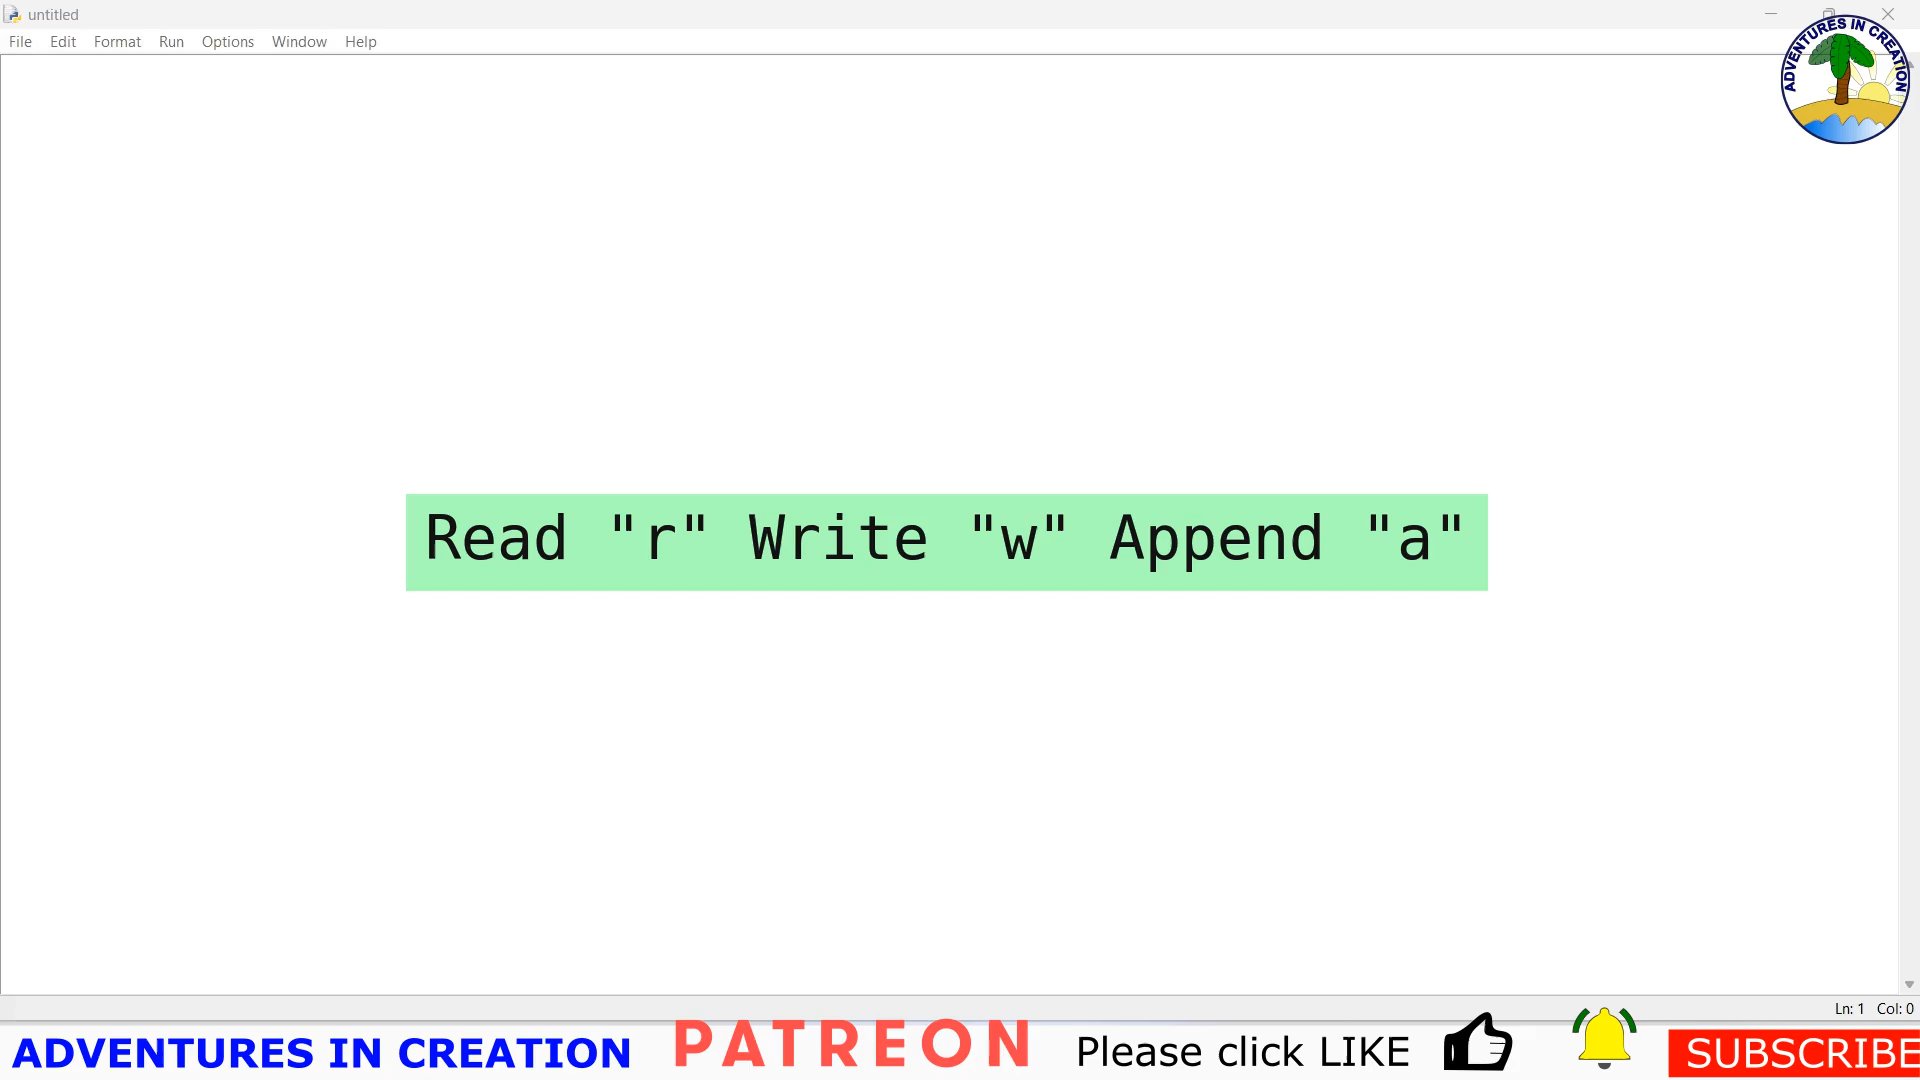 untitled
File Edit Format Run Options Window Help
ADVENTURES IN CREATION
Read "r" Write "w" Append "a"
Ln: 1 Col: 0
ADVENTURES IN CREATION PATREON Please click LIKE SUBSCRIBE